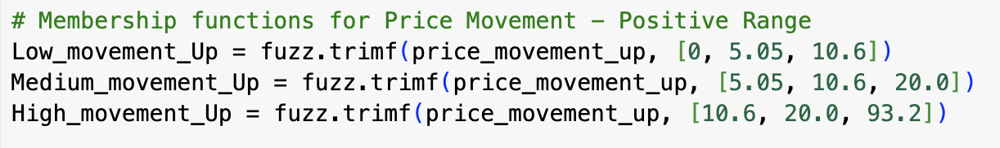 # Membership functions for Price Movement – Positive Range
Low_movement_Up = fuzz.trimf(price_movement_up, [0, 5.05, 10.6])
Medium_movement_Up = fuzz.trimf(price_movement_up, [5.05, 10.6, 20.0])
High_movement_Up = fuzz.trimf(price_movement_up, [10.6, 20.0, 93.2])